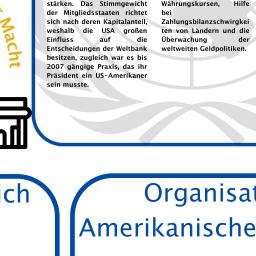 stärken. Das Stimmgewicht
der Mitgliedsstaaten richtet
sich nach deren Kapitalanteil,
weshalb die USA großen
Einfluss auf die
Entscheidungen der Weltbank
besitzen, zugleich war es bis
2007 gängige Praxis, das ihr
Präsident ein US-Amerikaner
sein musste.
Währungskursen, Hilfe
bei
Zahlungsbilanzschwirgkei
ten von Ländern und die
Überwachung der
weltweiten Geldpolitiken.
r Macht
ich
Organisat
Amerikanische